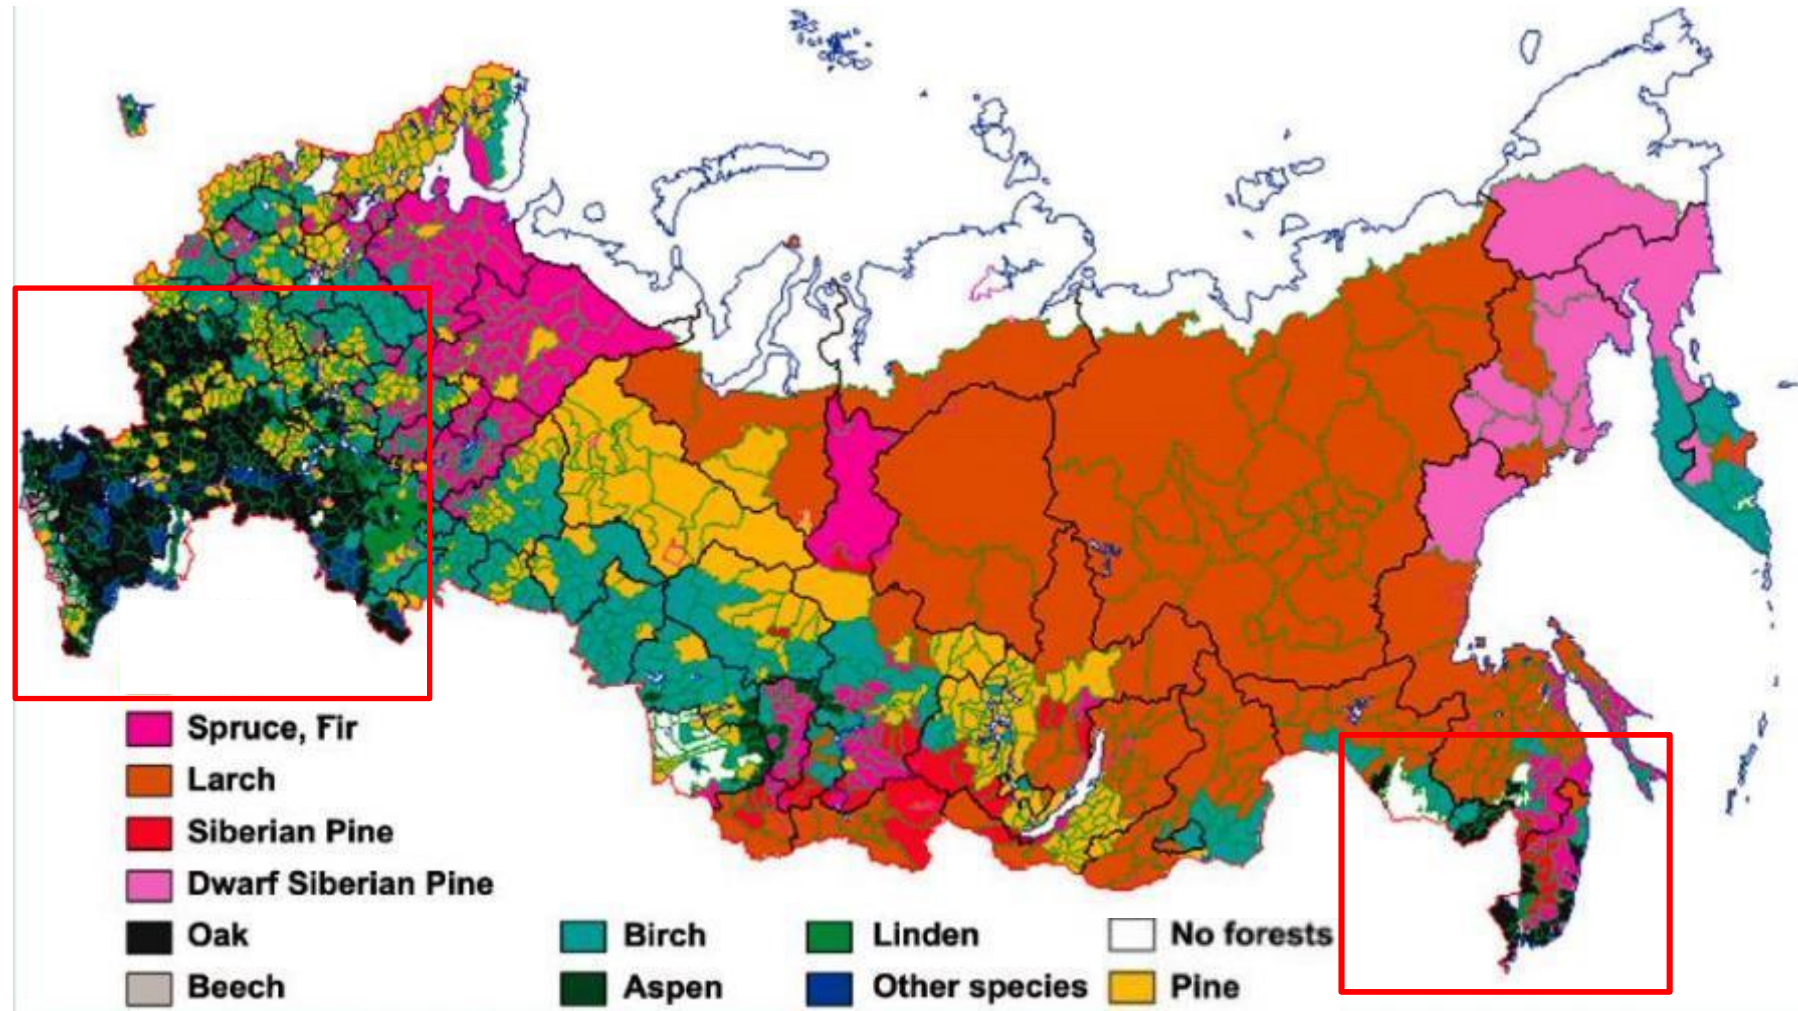 Spruce, Fir
Larch
Siberian Pine
Dwarf Siberian Pine
Oak
Beech
Birch
Aspen
Linden
Other species
No forests
Pine